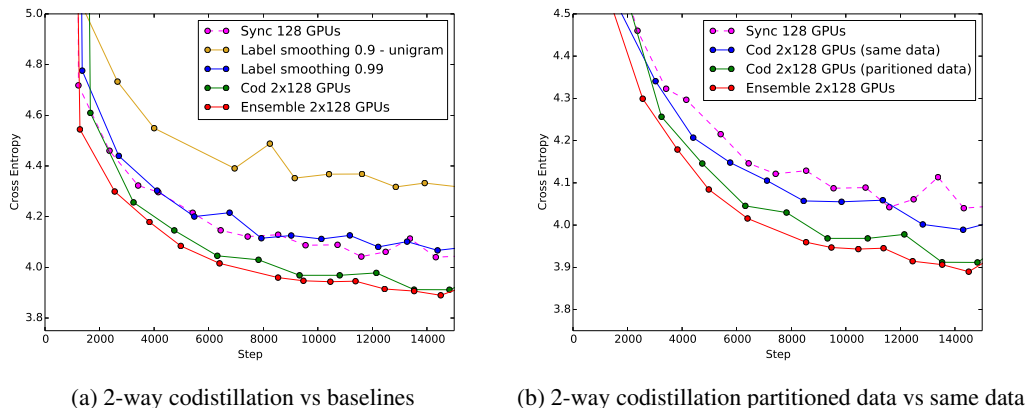 5.0
4.8
4.6
4.4
4.2
4.0
3.8
Cross Entropy
0
2000
4000
6000
8000
10000
12000
14000
Step
Sync 128 GPUs
Label smoothing 0.9 - unigram
Label smoothing 0.99
Cod 2x128 GPUs
Ensemble 2x128 GPUs
(a) 2-way codistillation vs baselines
4.5
4.4
4.3
4.2
4.1
4.0
3.9
3.8
Cross Entropy
0
2000
4000
6000
8000
10000
12000
14000
Step
Sync 128 GPUs
Cod 2x128 GPUs (same data)
Cod 2x128 GPUs (paritioned data)
Ensemble 2x128 GPUs
(b) 2-way codistillation partitioned data vs same data